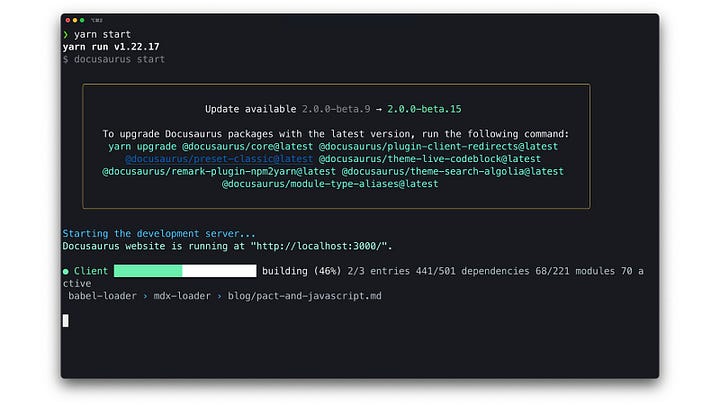 ⌥⌘2
❯ yarn start
yarn run v1.22.17
$ docusaurus start
Update available 2.0.0-beta.9 → 2.0.0-beta.15
To upgrade Docusaurus packages with the latest version, run the following command:
yarn upgrade @docusaurus/core@latest @docusaurus/plugin-client-redirects@latest
@docusaurus/preset-classic@latest @docusaurus/theme-live-codeblock@latest
@docusaurus/remark-plugin-npm2yarn@latest @docusaurus/theme-search-algolia@latest
@docusaurus/module-type-aliases@latest
Starting the development server...
Docusaurus website is running at "http://localhost:3000/".
● Client building (46%) 2/3 entries 441/501 dependencies 68/221 modules 70 a
ctive
babel-loader › mdx-loader › blog/pact-and-javascript.md